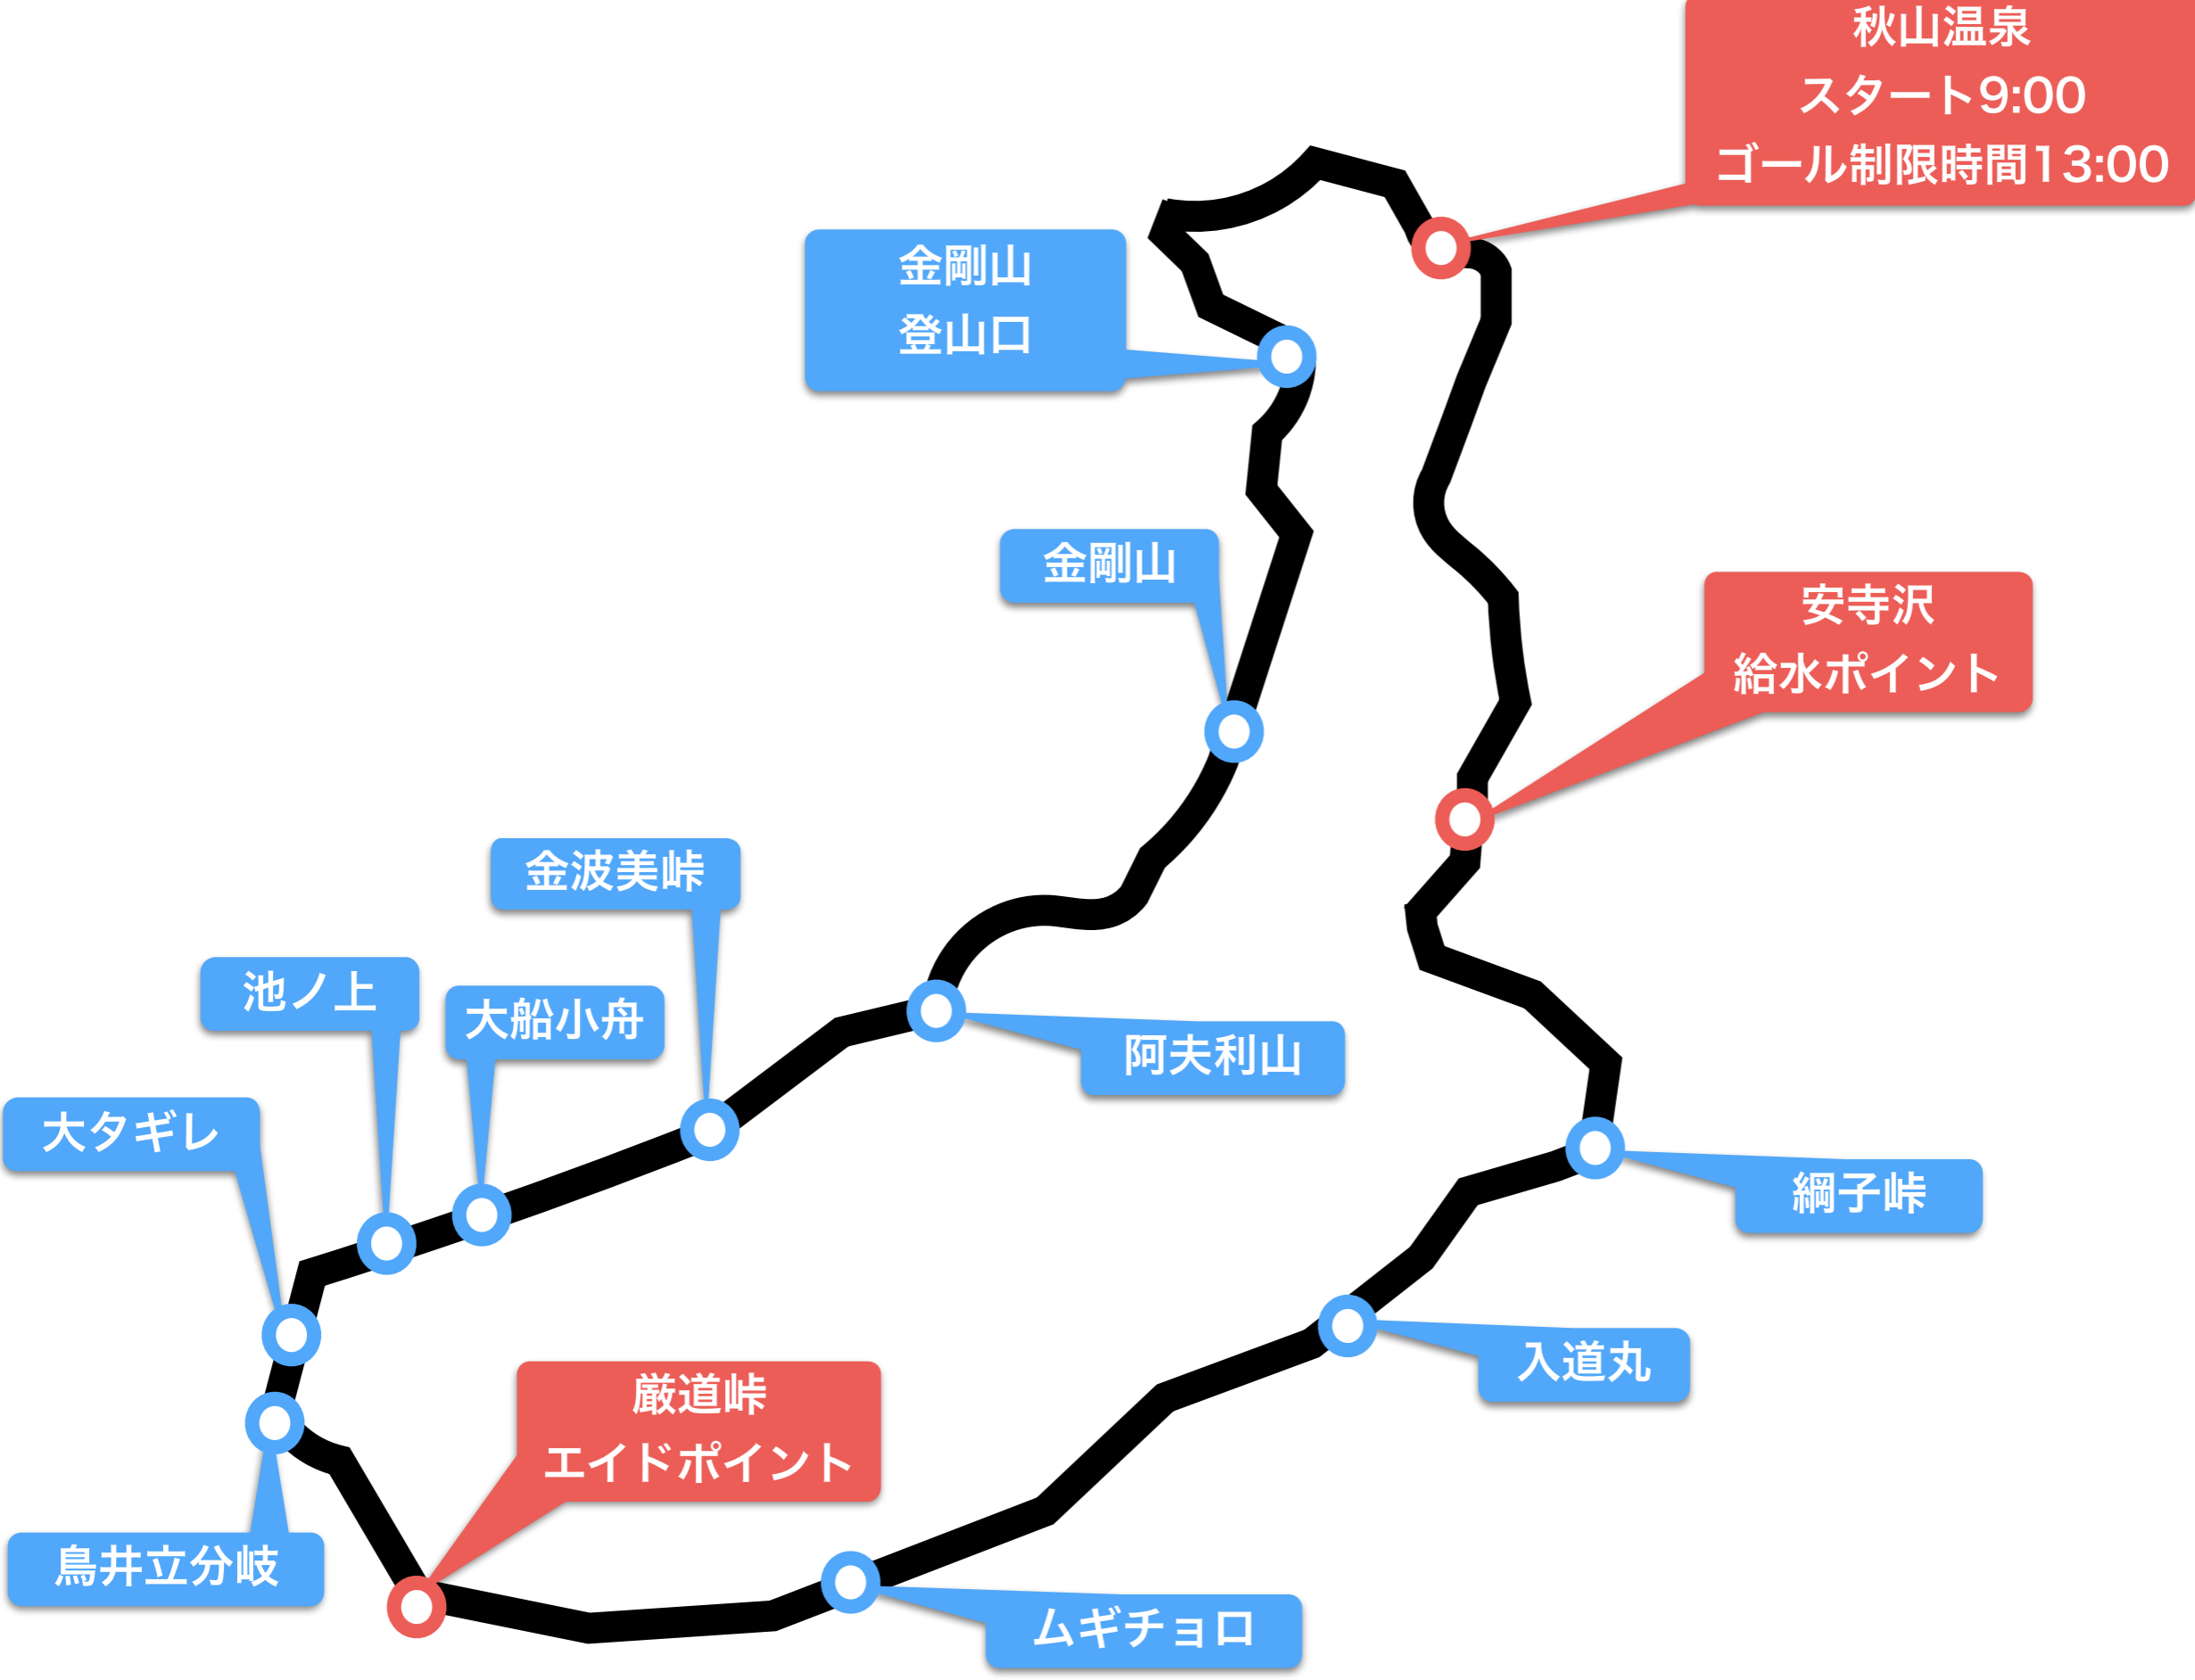 秋山温泉
スタート9:00
ゴール制限時間13:00
金剛山
登山口
金剛山
安寺沢
給水ポイント
金波美峠
池ノ上
大船小舟
阿夫利山
大タギレ
綱子峠
入道丸
厳道峠
エイドポイント
鳥井立分岐
ムギチョロ